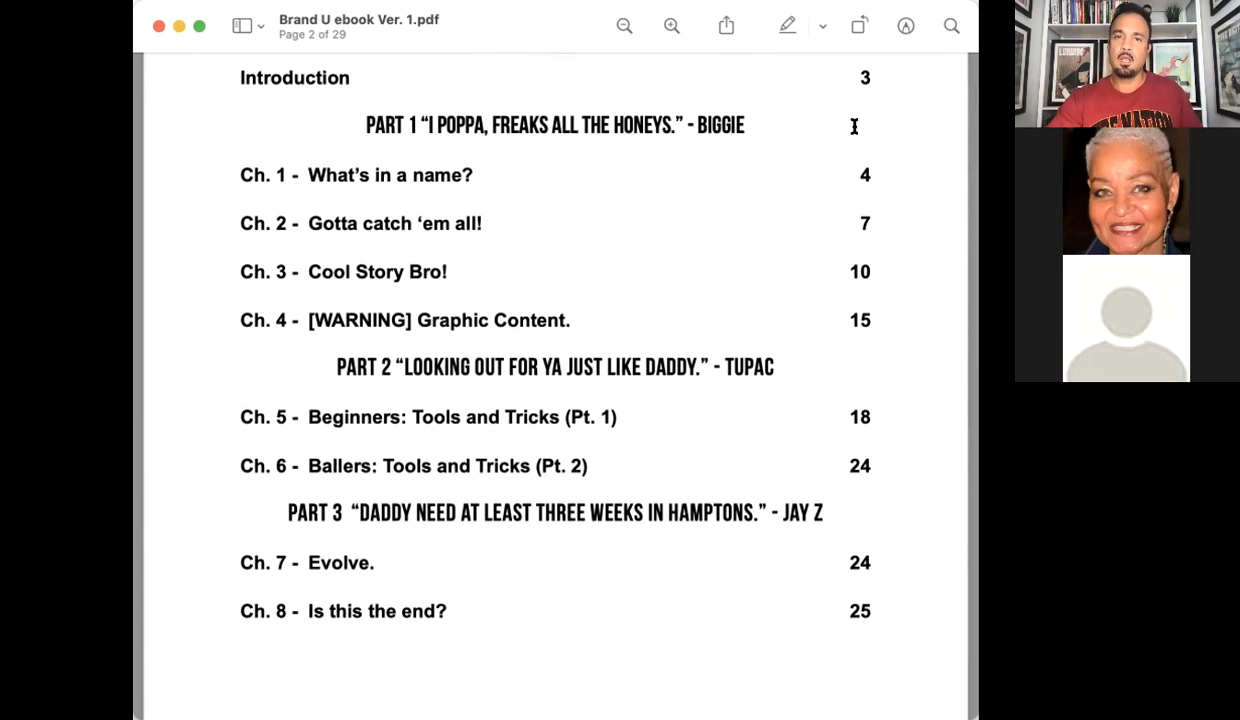 Brand U ebook Ver. 1.pdf
Page 2 of 29
Introduction 3
PART 1 “I POPPA, FREAKS ALL THE HONEYS.” - BIGGIE
Ch. 1 - What’s in a name? 4
Ch. 2 - Gotta catch ‘em all! 7
Ch. 3 - Cool Story Bro! 10
Ch. 4 - [WARNING] Graphic Content. 15
PART 2 “LOOKING OUT FOR YA JUST LIKE DADDY.” - TUPAC
Ch. 5 - Beginners: Tools and Tricks (Pt. 1) 18
Ch. 6 - Ballers: Tools and Tricks (Pt. 2) 24
PART 3 “DADDY NEED AT LEAST THREE WEEKS IN HAMPTONS.” - JAY Z
Ch. 7 - Evolve. 24
Ch. 8 - Is this the end? 25